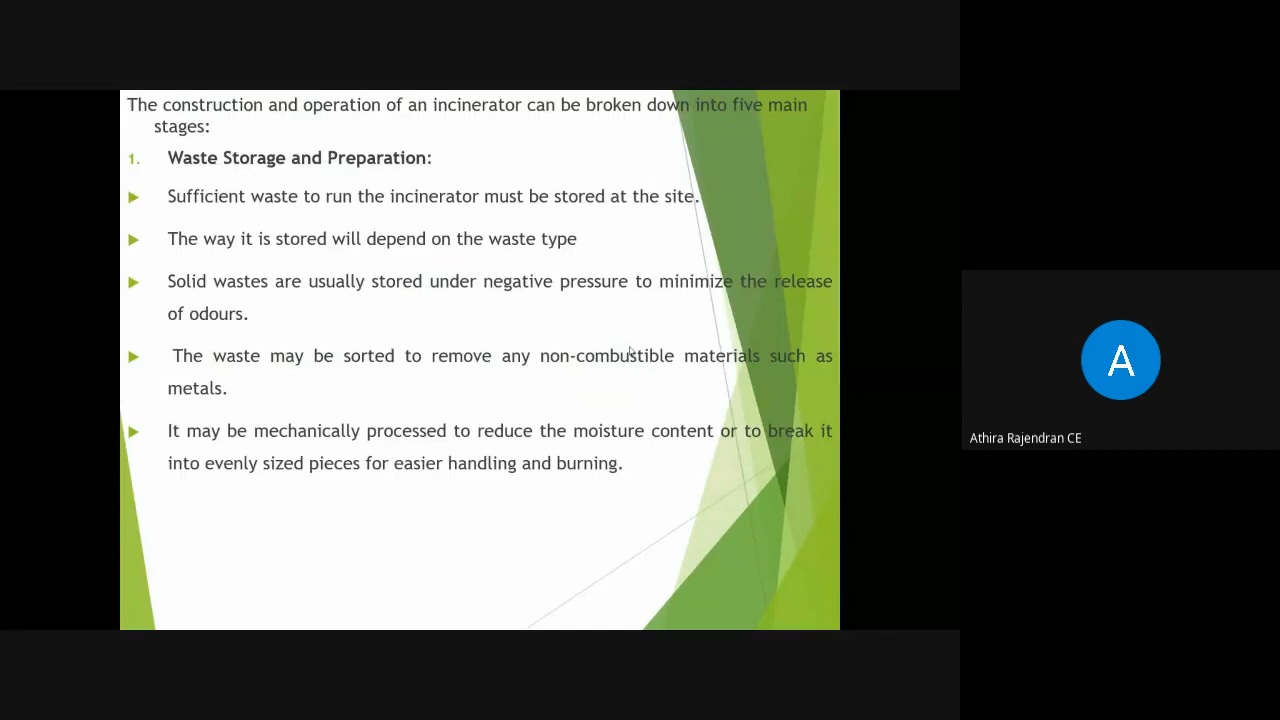 The construction and operation of an incinerator can be broken down into five main
stages:
1. Waste Storage and Preparation:
Sufficient waste to run the incinerator must be stored at the site.
The way it is stored will depend on the waste type
Solid wastes are usually stored under negative pressure to minimize the release
of odours.
The waste may be sorted to remove any non-combustible materials such as
metals.
It may be mechanically processed to reduce the moisture content or to break it
into evenly sized pieces for easier handling and burning.
A
Athira Rajendran CE